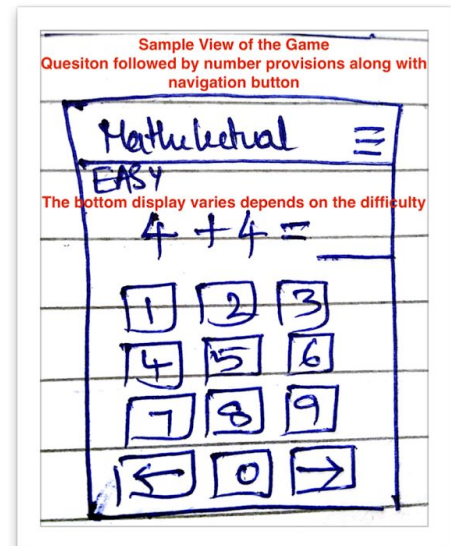 Sample View of the Game
Quesiton followed by number provisions along with
navigation button
Mathulectual
EASY
The bottom display varies depends on the difficulty
4 + 4 = __
1 2 3
4 5 6
7 8 9
← 0 →